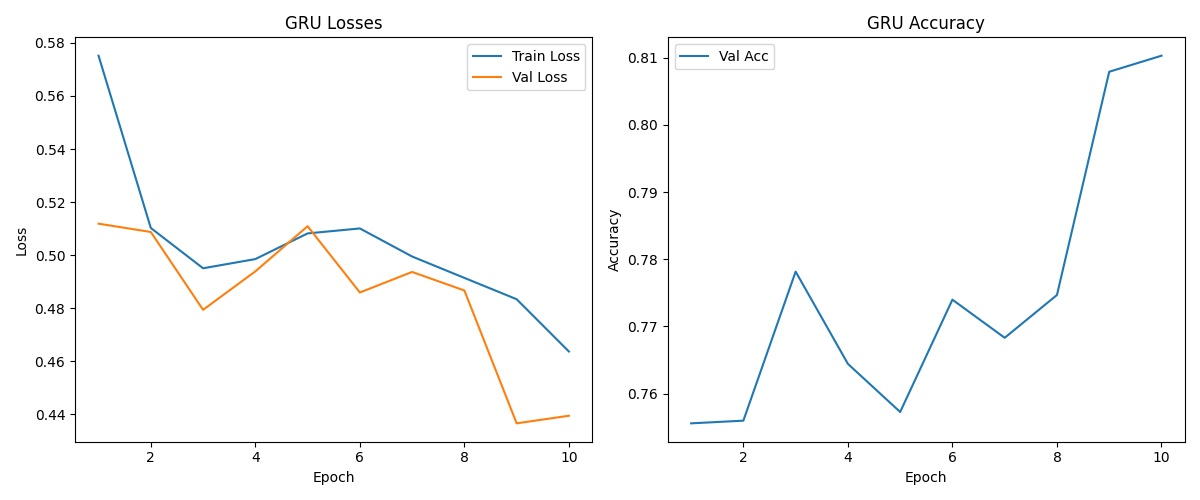 GRU Losses
0.58
0.56
0.54
0.52
0.50
0.48
0.46
0.44
Loss
Train Loss
Val Loss
2
4
6
8
10
Epoch
GRU Accuracy
0.81
0.80
0.79
0.78
0.77
0.76
Accuracy
Val Acc
2
4
6
8
10
Epoch